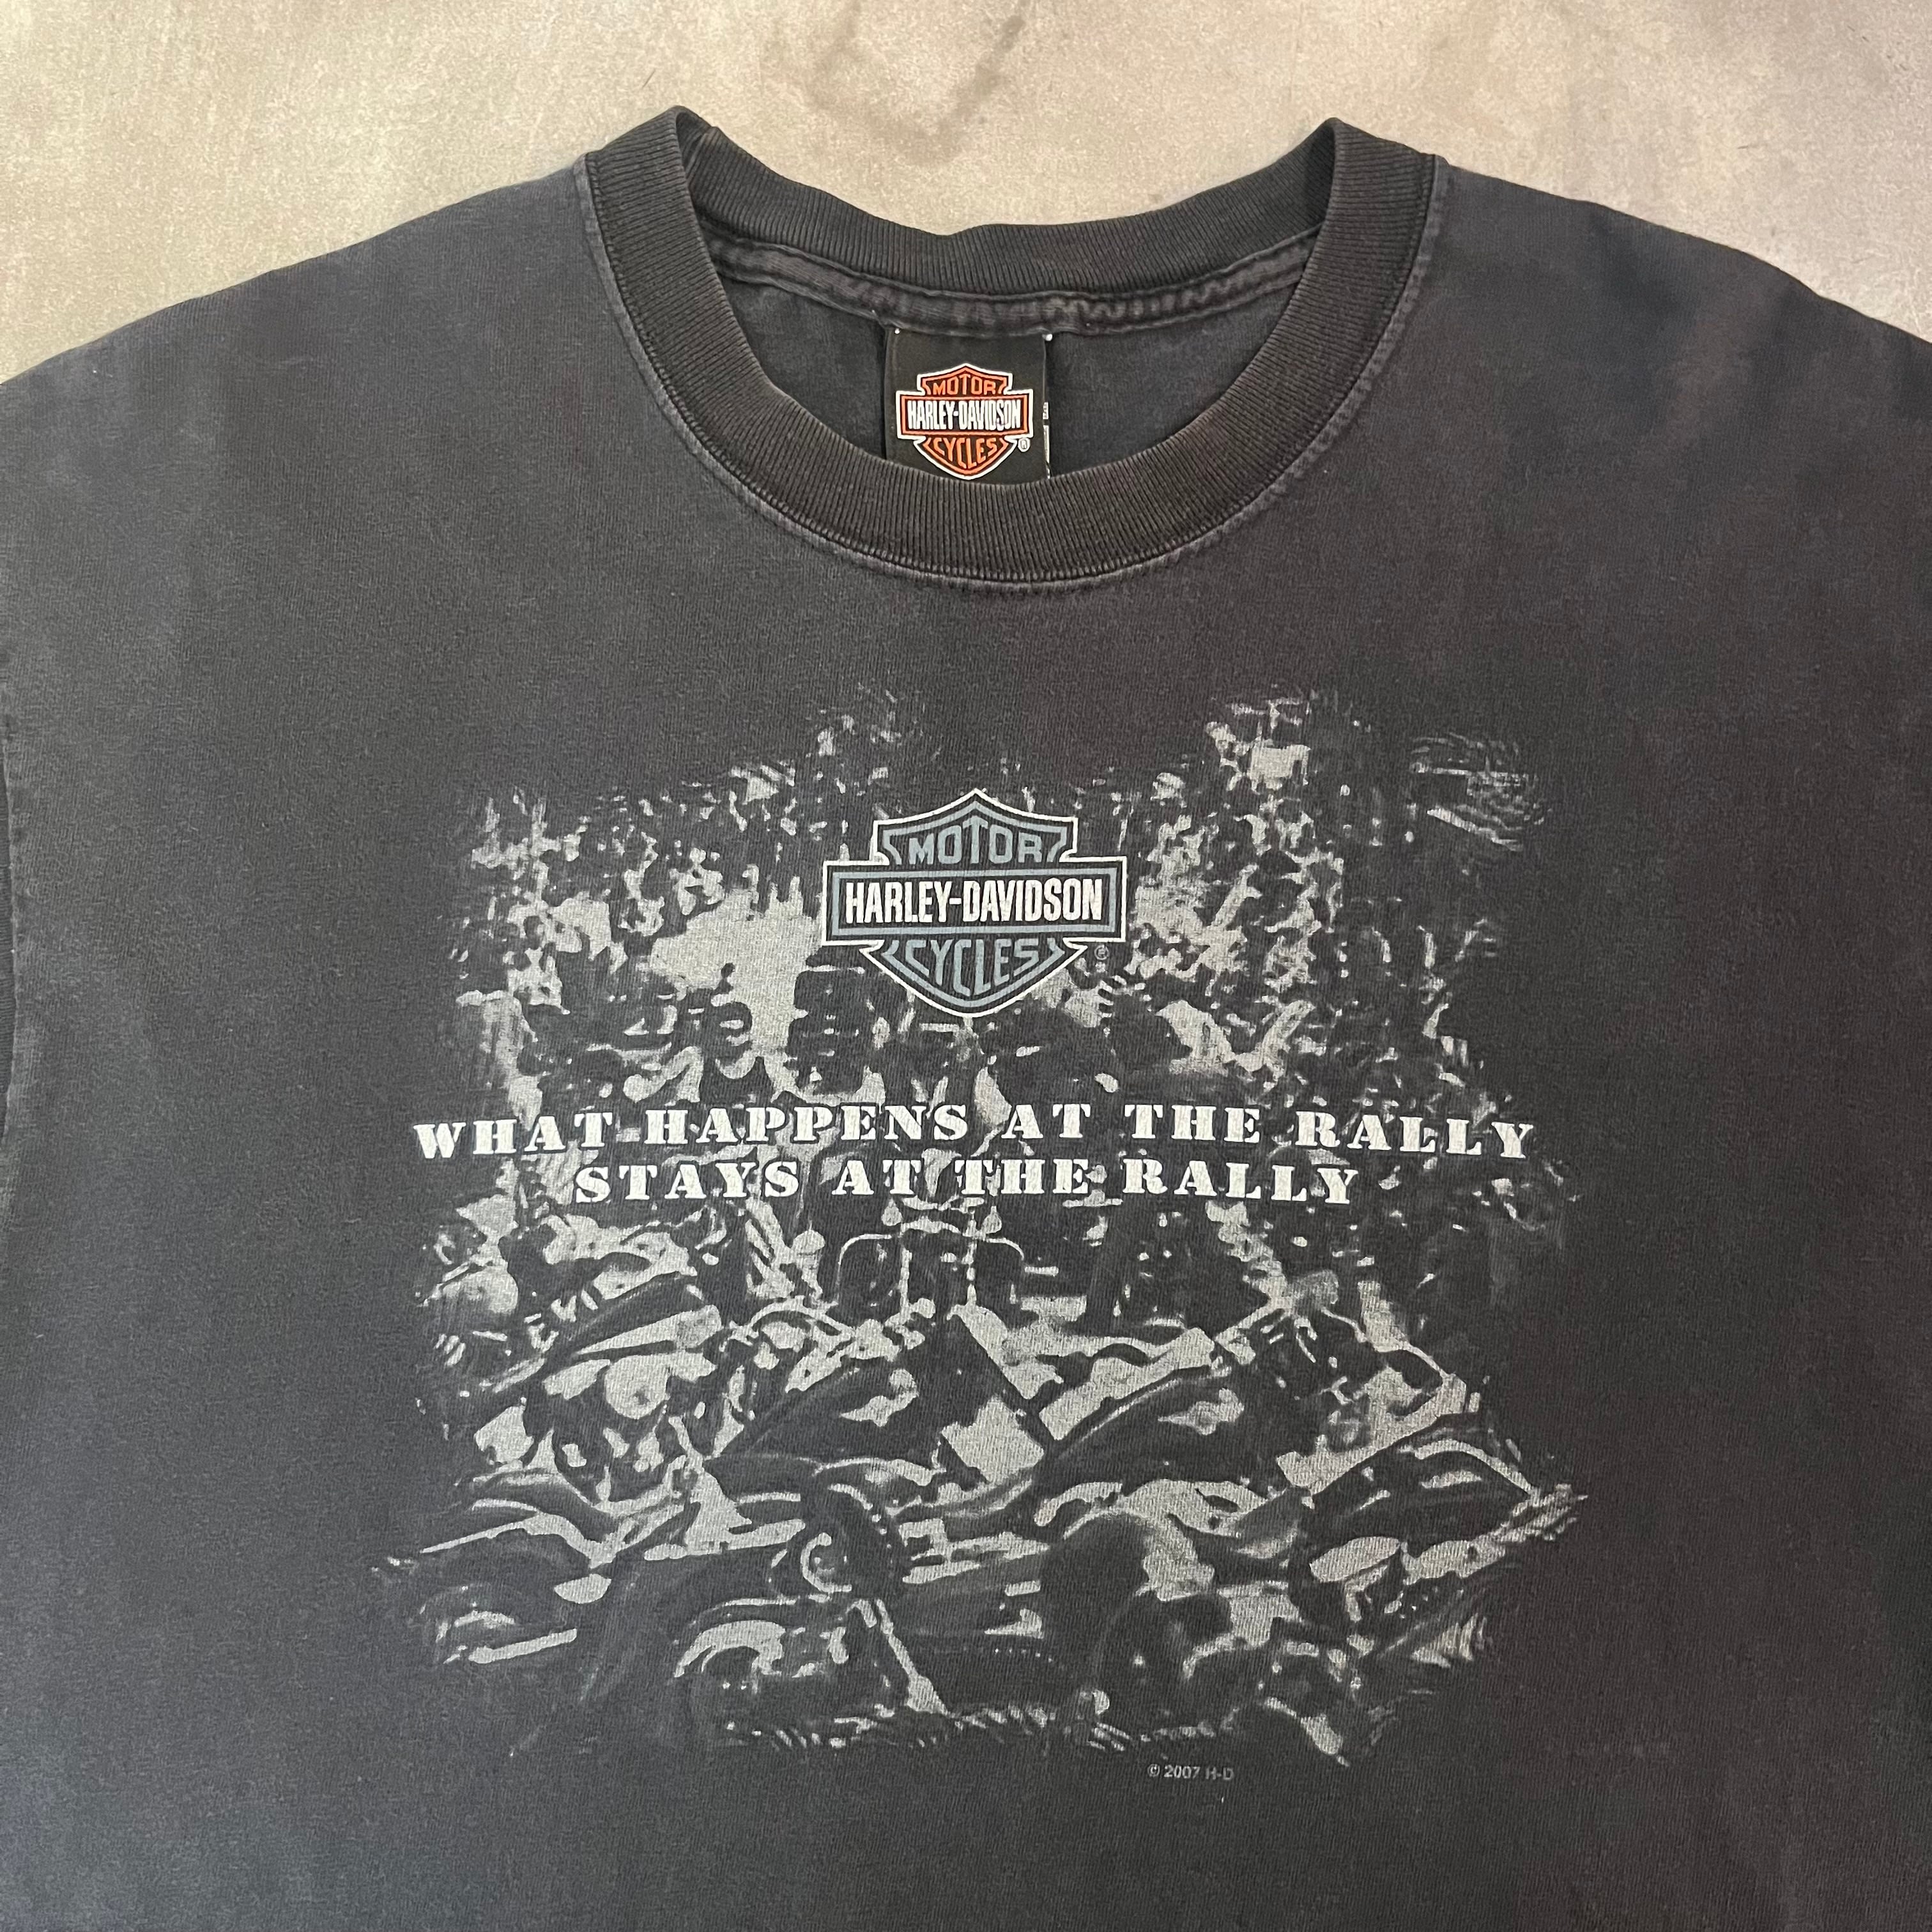 MOTOR
HARLEY-DAVIDSON
CYCLES
®
MOTOR
HARLEY-DAVIDSON
CYCLES
®
WHAT HAPPENS AT THE RALLY
STAYS AT THE RALLY
© 2007 H-D